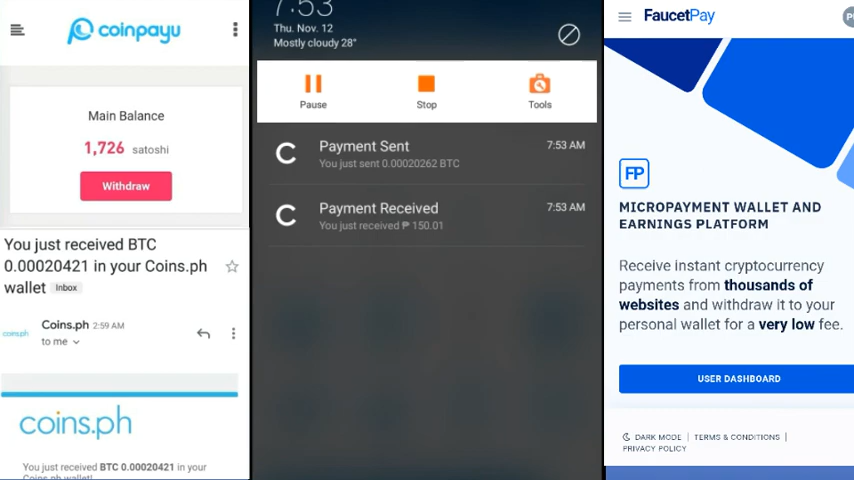 coinpayu
Main Balance
1,726 satoshi
Withdraw
You just received BTC
0.00020421 in your Coins.ph
wallet Inbox
Coins.ph 2:59 AM
to me
coins.ph
coins.ph
You just received BTC 0.00020421 in your
Coins.ph wallet!
7:53
Thu. Nov. 12
Mostly cloudy 28°
Pause
Stop
Tools
Payment Sent 7:53 AM
You just sent 0.00020262 BTC
Payment Received 7:53 AM
You just received ₱ 150.01
FaucetPay
FP
MICROPAYMENT WALLET AND
EARNINGS PLATFORM
Receive instant cryptocurrency
payments from thousands of
websites and withdraw it to your
personal wallet for a very low fee.
USER DASHBOARD
DARK MODE | TERMS & CONDITIONS |
PRIVACY POLICY